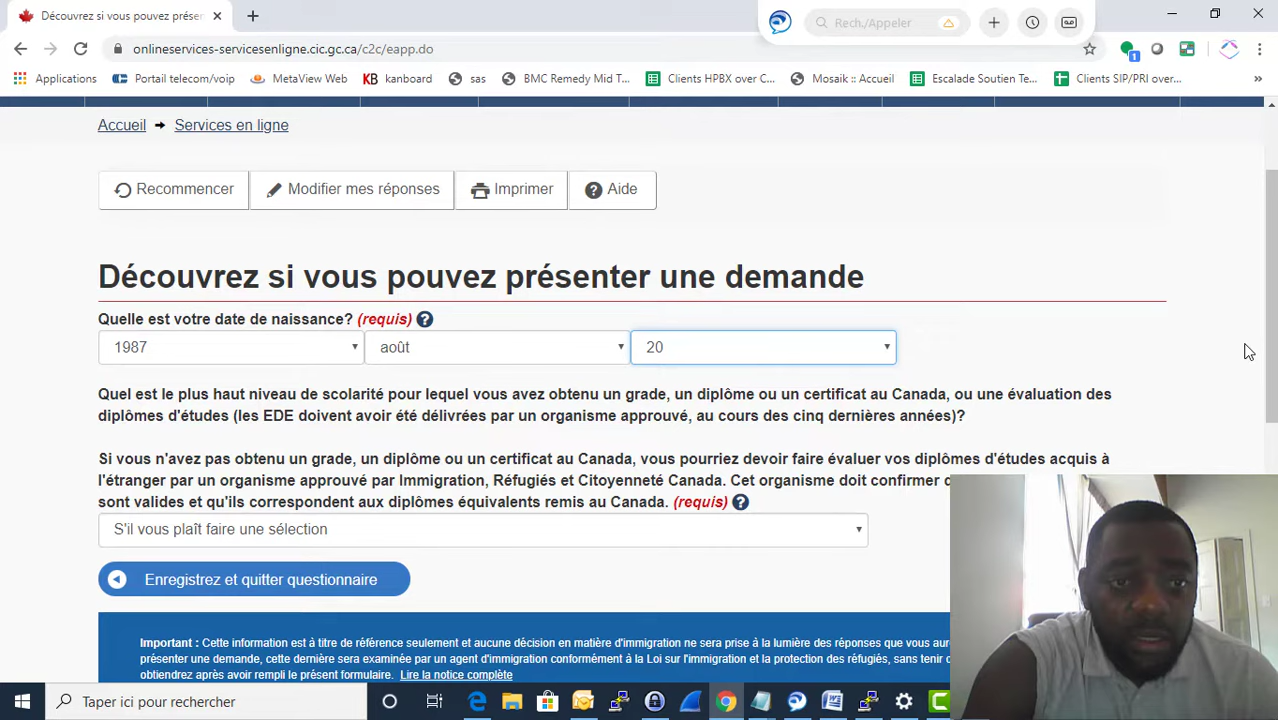 Découvrez si vous pouvez présen
Rech./Appeler
onlineservices-servicesenligne.cic.gc.ca/c2c/eapp.do
1
Applications
Portail telecom/voip
MetaView Web
KB kanboard
sas
BMC Remedy Mid T...
Clients HPBX over C...
Mosaik :: Accueil
Escalade Soutien Te...
Clients SIP/PRI over...
»
Accueil → Services en ligne
Recommencer
Modifier mes réponses
Imprimer
Aide
Découvrez si vous pouvez présenter une demande
Quelle est votre date de naissance? (requis)
1987
août
20
Quel est le plus haut niveau de scolarité pour lequel vous avez obtenu un grade, un diplôme ou un certificat au Canada, ou une évaluation des
diplômes d'études (les EDE doivent avoir été délivrées par un organisme approuvé, au cours des cinq dernières années)?
Si vous n'avez pas obtenu un grade, un diplôme ou un certificat au Canada, vous pourriez devoir faire évaluer vos diplômes d'études acquis à
l'étranger par un organisme approuvé par Immigration, Réfugiés et Citoyenneté Canada. Cet organisme doit confirmer
sont valides et qu'ils correspondent aux diplômes équivalents remis au Canada. (requis)
S'il vous plaît faire une sélection
Enregistrez et quitter questionnaire
Important : Cette information est à titre de référence seulement et aucune décision en matière d'immigration ne sera prise à la lumière des réponses que vous
présenter une demande, cette dernière sera examinée par un agent d'immigration conformément à la Loi sur l'immigration et la protection des réfugiés, sans tenir
obtiendrez après avoir rempli le présent formulaire. Lire la notice complète
Taper ici pour rechercher